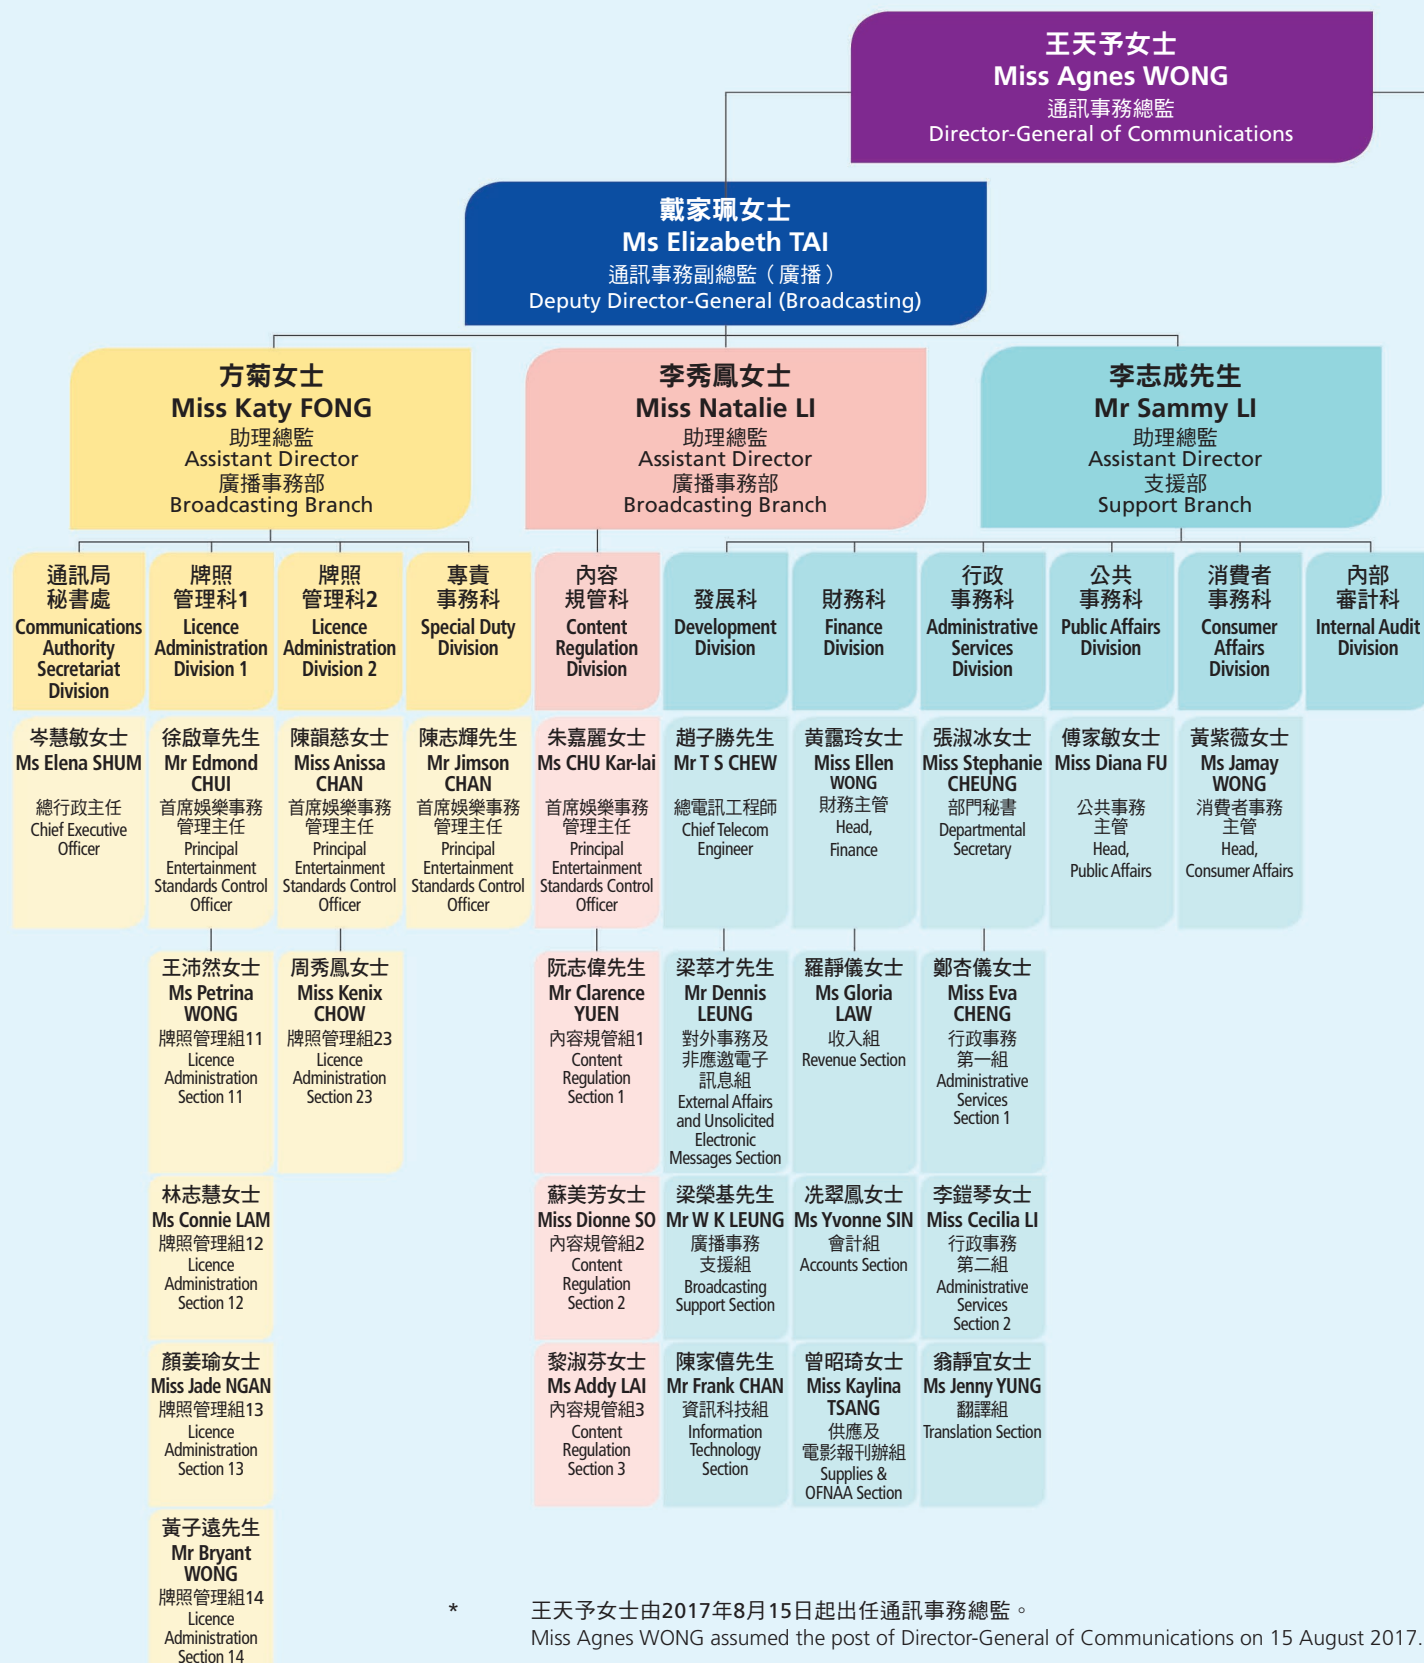 王天予女士
Miss Agnes WONG
通訊事務總監
Director-General of Communications
戴家珮女士
Ms Elizabeth TAI
通訊事務副總監（廣播）
Deputy Director-General (Broadcasting)
方菊女士
Miss Katy FONG
助理總監
Assistant Director
廣播事務部
Broadcasting Branch
李秀鳳女士
Miss Natalie LI
助理總監
Assistant Director
廣播事務部
Broadcasting Branch
李志成先生
Mr Sammy LI
助理總監
Assistant Director
支援部
Support Branch
通訊局
秘書處
Communications
Authority
Secretariat
Division
牌照
管理科1
Licence
Administration
Division 1
牌照
管理科2
Licence
Administration
Division 2
專責
事務科
Special Duty
Division
內容
規管科
Content
Regulation
Division
發展科
Development
Division
財務科
Finance
Division
行政
事務科
Administrative
Services
Division
公共
事務科
Public Affairs
Division
消費者
事務科
Consumer
Affairs
Division
內部
審計科
Internal Audit
Division
岑慧敏女士
Ms Elena SHUM
總行政主任
Chief Executive
Officer
徐啟章先生
Mr Edmond
CHUI
首席娛樂事務
管理主任
Principal
Entertainment
Standards Control
Officer
陳韻慈女士
Miss Anissa
CHAN
首席娛樂事務
管理主任
Principal
Entertainment
Standards Control
Officer
陳志輝先生
Mr Jimson
CHAN
首席娛樂事務
管理主任
Principal
Entertainment
Standards Control
Officer
朱嘉麗女士
Ms CHU Kar-lai
首席娛樂事務
管理主任
Principal
Entertainment
Standards Control
Officer
趙子勝先生
Mr T S CHEW
總電訊工程師
Chief Telecom
Engineer
黃靄玲女士
Miss Ellen
WONG
財務主管
Head,
Finance
張淑冰女士
Miss Stephanie
CHEUNG
部門秘書
Departmental
Secretary
傅家敏女士
Miss Diana FU
公共事務
主管
Head,
Public Affairs
黃紫薇女士
Ms Jamay
WONG
消費者事務
主管
Head,
Consumer Affairs
王沛然女士
Ms Petrina
WONG
牌照管理組11
Licence
Administration
Section 11
周秀鳳女士
Miss Kenix
CHOW
牌照管理組23
Licence
Administration
Section 23
阮志偉先生
Mr Clarence
YUEN
內容規管組1
Content
Regulation
Section 1
梁萃才先生
Mr Dennis
LEUNG
對外事務及
非應邀電子
訊息組
External Affairs
and Unsolicited
Electronic
Messages Section
羅靜儀女士
Ms Gloria
LAW
收入組
Revenue Section
鄭杏儀女士
Miss Eva
CHENG
行政事務
第一組
Administrative
Services
Section 1
林志慧女士
Ms Connie LAM
牌照管理組12
Licence
Administration
Section 12
蘇美芳女士
Miss Dionne SO
內容規管組2
Content
Regulation
Section 2
梁榮基先生
Mr W K LEUNG
廣播事務
支援組
Broadcasting
Support Section
冼翠鳳女士
Ms Yvonne SIN
會計組
Accounts Section
李鎧琴女士
Miss Cecilia LI
行政事務
第二組
Administrative
Services
Section 2
顏姜瑜女士
Miss Jade NGAN
牌照管理組13
Licence
Administration
Section 13
黎淑芬女士
Ms Addy LAI
內容規管組3
Content
Regulation
Section 3
陳家僖先生
Mr Frank CHAN
資訊科技組
Information
Technology
Section
曾昭琦女士
Miss Kaylina
TSANG
供應及
電影報刊辦組
Supplies &
OFNAA Section
翁靜宜女士
Ms Jenny YUNG
翻譯組
Translation Section
黃子遠先生
Mr Bryant
WONG
牌照管理組14
Licence
Administration
Section 14
* 王天予女士由2017年8月15日起出任通訊事務總監。
Miss Agnes WONG assumed the post of Director-General of Communications on 15 August 2017.